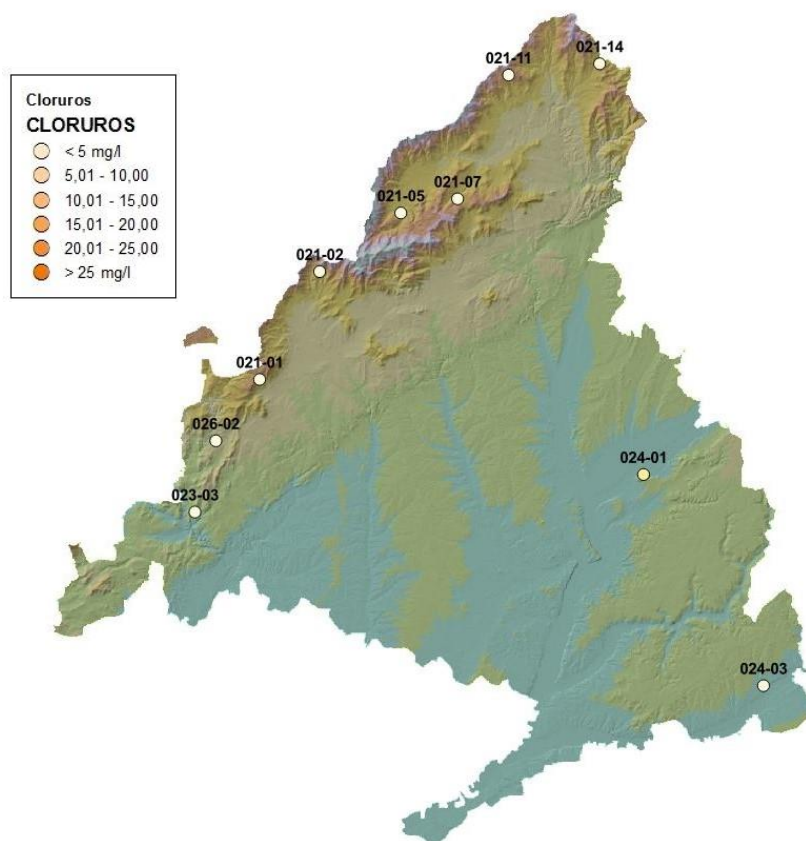 Cloruros
CLORUROS
< 5 mg/l
5,01 - 10,00
10,01 - 15,00
15,01 - 20,00
20,01 - 25,00
> 25 mg/l
021-11
021-14
021-05
021-07
021-02
021-01
026-02
024-01
023-03
024-03